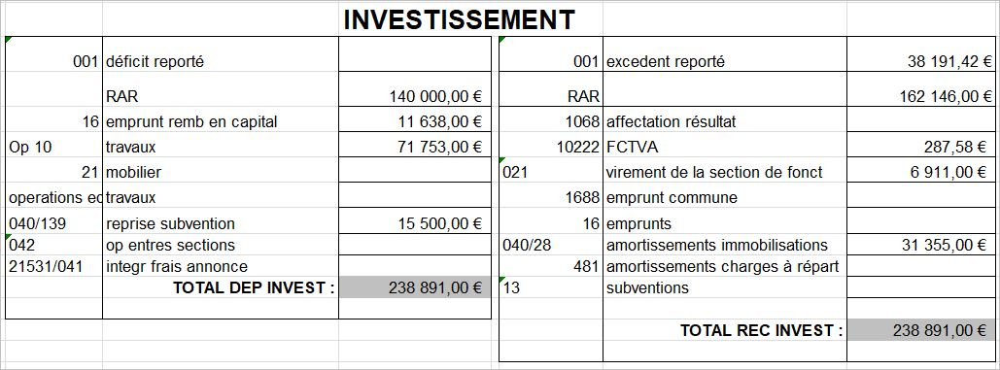 INVESTISSEMENT
001 déficit reporté
RAR 140 000,00 €
16 emprunt remb en capital 11 638,00 €
Op 10 travaux 71 753,00 €
21 mobilier
operations ec travaux
040/139 reprise subvention 15 500,00 €
042 op entres sections
21531/041 integr frais annonce
TOTAL DEP INVEST : 238 891,00 €
001 excedent reporté 38 191,42 €
RAR 162 146,00 €
1068 affectation résultat
10222 FCTVA 287,58 €
021 virement de la section de fonct 6 911,00 €
1688 emprunt commune
16 emprunts
040/28 amortissements immobilisations 31 355,00 €
481 amortissements charges à répart
13 subventions
TOTAL REC INVEST : 238 891,00 €